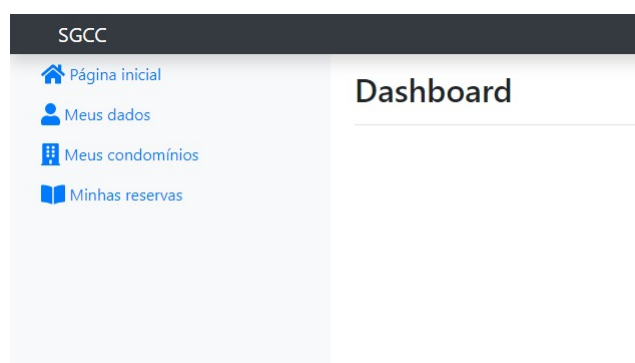 SGCC
Página inicial
Meus dados
Meus condomínios
Minhas reservas
Dashboard